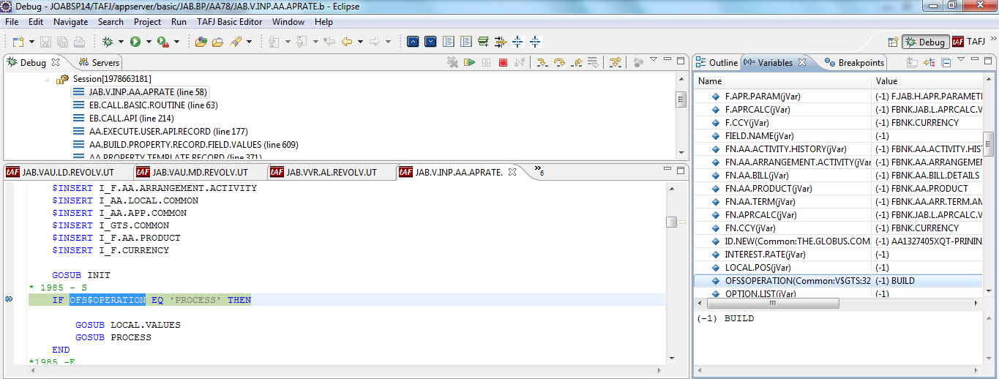 Debug - JOABSP14/TAFJ/appserver/basic/JAB.BP/AA78/JAB.V.INP.AA.APRATE.b - Eclipse
File Edit Navigate Search Project Run TAFJ Basic Editor Window Help
Debug taF TAFJ
Debug Servers
Session[1978663181]
JAB.V.INP.AA.APRATE (line 58)
EB.CALL.BASIC.ROUTINE (line 63)
EB.CALL.API (line 214)
AA.EXECUTE.USER.API.RECORD (line 177)
AA.BUILD.PROPERTY.RECORD.FIELD.VALUES (line 609)
AA.PROPERTY.TEMPLATE.RECORD (line 371)
taF JAB.VAU.LD.REVOLV.UT taF JAB.VAU.MD.REVOLV.UT taF JAB.VVR.AL.REVOLV.UT taF JAB.V.INP.AA.APRATE. »6
$INSERT I_F.AA.ARRANGEMENT.ACTIVITY
$INSERT I_AA.LOCAL.COMMON
$INSERT I_AA.APP.COMMON
$INSERT I_GTS.COMMON
$INSERT I_F.AA.PRODUCT
$INSERT I_F.CURRENCY
GOSUB INIT
* 1985 - S
IF OFS$OPERATION EQ 'PROCESS' THEN
GOSUB LOCAL.VALUES
GOSUB PROCESS
END
*1985 -E
Outline (x)= Variables Breakpoints
Name Value
F.APR.PARAM(jVar) (-1) F.JAB.H.APR.PARAMETE
F.APRCALC(jVar) (-1) FBNK.JAB.L.APRCALC.V
F.CCY(jVar) (-1) FBNK.CURRENCY
FIELD.NAME(jVar) (-1)
FN.AA.ACTIVITY.HISTORY(jVar) (-1) FBNK.AA.ACTIVITY.HIS
FN.AA.ARRANGEMENT.ACTIVITY(jVar (-1) FBNK.AA.ARRANGEMEN
FN.AA.BILL(jVar) (-1) FBNK.AA.BILL.DETAILS
FN.AA.PRODUCT(jVar) (-1) FBNK.AA.PRODUCT
FN.AA.TERM(jVar) (-1) FBNK.AA.ARR.TERM.AM
FN.APRCALC(jVar) (-1) FBNK.JAB.L.APRCALC.V
FN.CCY(jVar) (-1) FBNK.CURRENCY
ID.NEW(Common:THE.GLOBUS.COM (-1) AA1327405XQT-PRININ
INTEREST.RATE(jVar) (-1)
LOCAL.POS(jVar) (-1)
OFS$OPERATION(Common:V$GTS:32 (-1) BUILD
OPTION.LIST(jVar) (-1)
(-1) BUILD